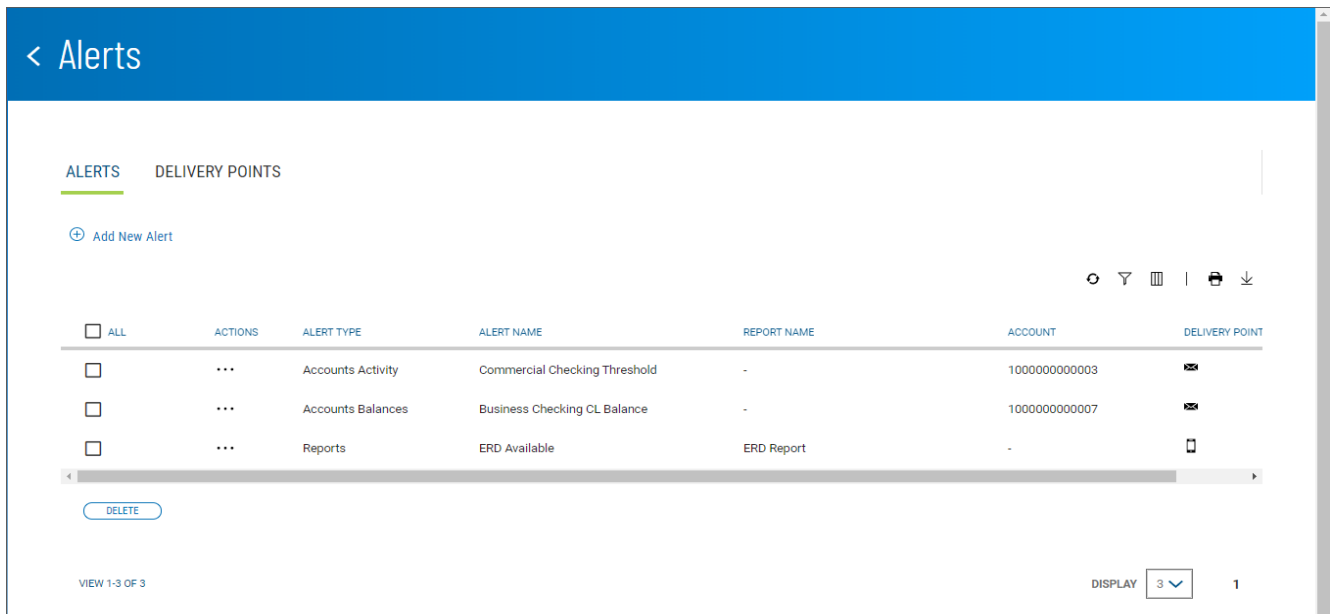 < Alerts
ALERTS DELIVERY POINTS
Add New Alert
ALL ACTIONS ALERT TYPE ALERT NAME REPORT NAME ACCOUNT DELIVERY POINT
Accounts Activity Commercial Checking Threshold - 1000000000003
Accounts Balances Business Checking CL Balance - 1000000000007
Reports ERD Available ERD Report -
DELETE
VIEW 1-3 OF 3 DISPLAY 3 1